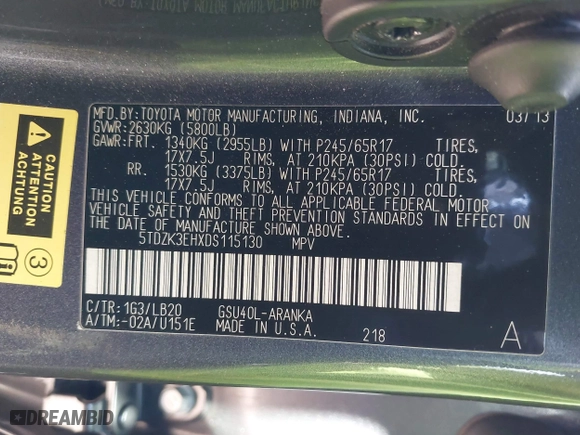 MFD.BY: TOYOTA MOTOR MANUFACTURING, INDIANA, INC. 03/13
GVWR: 2630KG (5800LB)
GAWR: FRT. 1340KG (2955LB) WITH P245/65R17 TIRES,
17X7.5J RIMS, AT 210KPA (30PSI) COLD.
RR. 1530KG (3375LB) WITH P245/65R17 TIRES,
17X7.5J RIMS, AT 210KPA (30PSI) COLD.
THIS VEHICLE CONFORMS TO ALL APPLICABLE FEDERAL MOTOR
VEHICLE SAFETY AND THEFT PREVENTION STANDARDS IN EFFECT ON
THE DATE OF MANUFACTURE SHOWN ABOVE.
5TDZK3EHXDS115130 MPV
C/TR: 1G3/LB20 GSU40L-ARANKA
A/TM: -02A/U151E MADE IN U.S.A. 218 A
3
DREAMBID